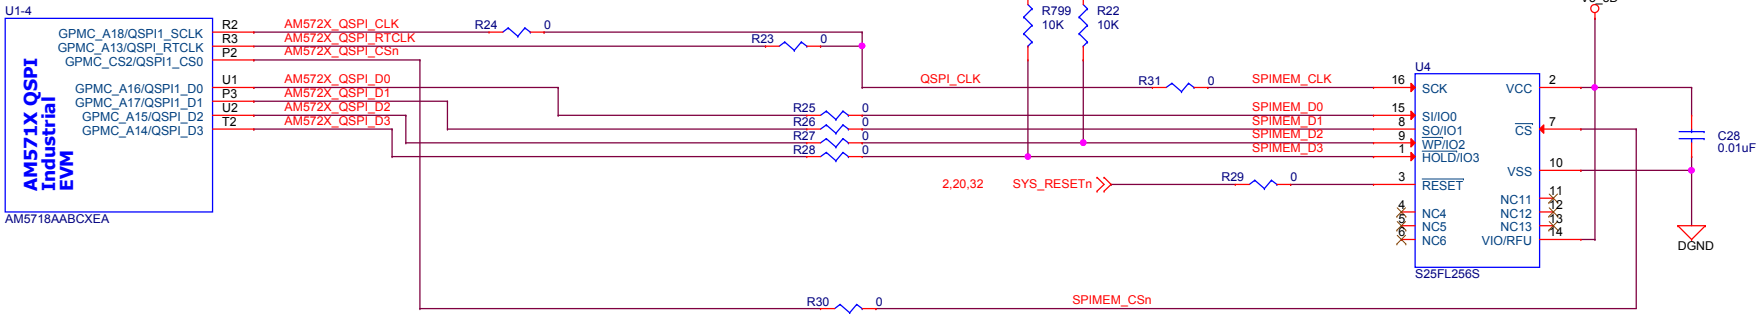 U1-4
AM571X QSPI
Industrial
EVM
GPMC_A18/QSPI1_SCLK R2 AM572X_QSPI_CLK R24 0
GPMC_A13/QSPI_RTCLK R3 AM572X_QSPI_RTCLK R23 0
GPMC_CS2/QSPI1_CS0 P2 AM572X_QSPI_CSn
GPMC_A16/QSPI1_D0 U1 AM572X_QSPI_D0
GPMC_A17/QSPI1_D1 P3 AM572X_QSPI_D1
GPMC_A15/QSPI_D2 U2 AM572X_QSPI_D2
GPMC_A14/QSPI_D3 T2 AM572X_QSPI_D3
AM5718AABCXEA
R799
10K
R22
10K
QSPI_CLK R31 0 SPIMEM_CLK 16 SCK
R25 0 SPIMEM_D0 15 SI/IO0
R26 0 SPIMEM_D1 8 SO/IO1
R27 0 SPIMEM_D2 9 WP/IO2
R28 0 SPIMEM_D3 1 HOLD/IO3
2,20,32 SYS_RESETn R29 0 3 RESET
4 NC4
5 NC5
6 NC6
U4
VCC 2
CS 7
VSS 10
NC11 11
NC12 12
NC13 13
VIO/RFU 14
S25FL256S
C28
0.01uF
DGND
R30 0 SPIMEM_CSn